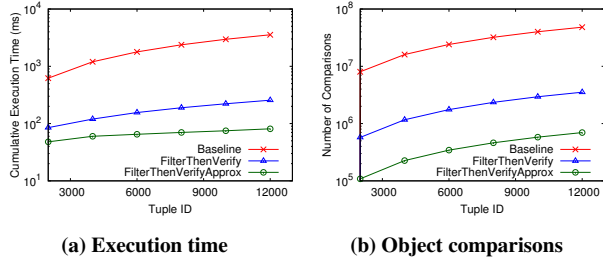 Cumulative Execution Time (ms)
10^4
10^3
10^2
10^1
3000 6000 9000 12000
Tuple ID
Baseline
FilterThenVerify
FilterThenVerifyApprox
(a) Execution time
Number of Comparisons
10^8
10^7
10^6
10^5
3000 6000 9000 12000
Tuple ID
Baseline
FilterThenVerify
FilterThenVerifyApprox
(b) Object comparisons